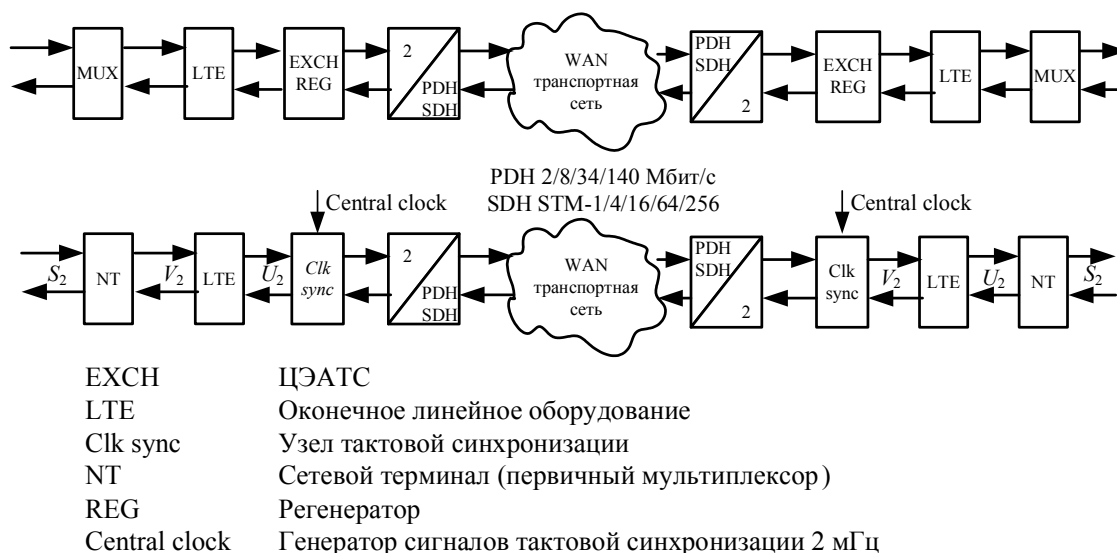 MUX
LTE
EXCH
REG
2
PDH
SDH
WAN
транспортная
сеть
PDH
SDH
2
EXCH
REG
LTE
MUX
PDH 2/8/34/140 Мбит/с
SDH STM-1/4/16/64/256
Central clock
Central clock
S2
NT
V2
LTE
U2
Clk
sync
2
PDH
SDH
WAN
транспортная
сеть
PDH
SDH
2
Clk
sync
V2
LTE
U2
NT
S2
EXCH ЦЭАТС
LTE Оконечное линейное оборудование
Clk sync Узел тактовой синхронизации
NT Сетевой терминал (первичный мультиплексор)
REG Регенератор
Central clock Генератор сигналов тактовой синхронизации 2 мГц